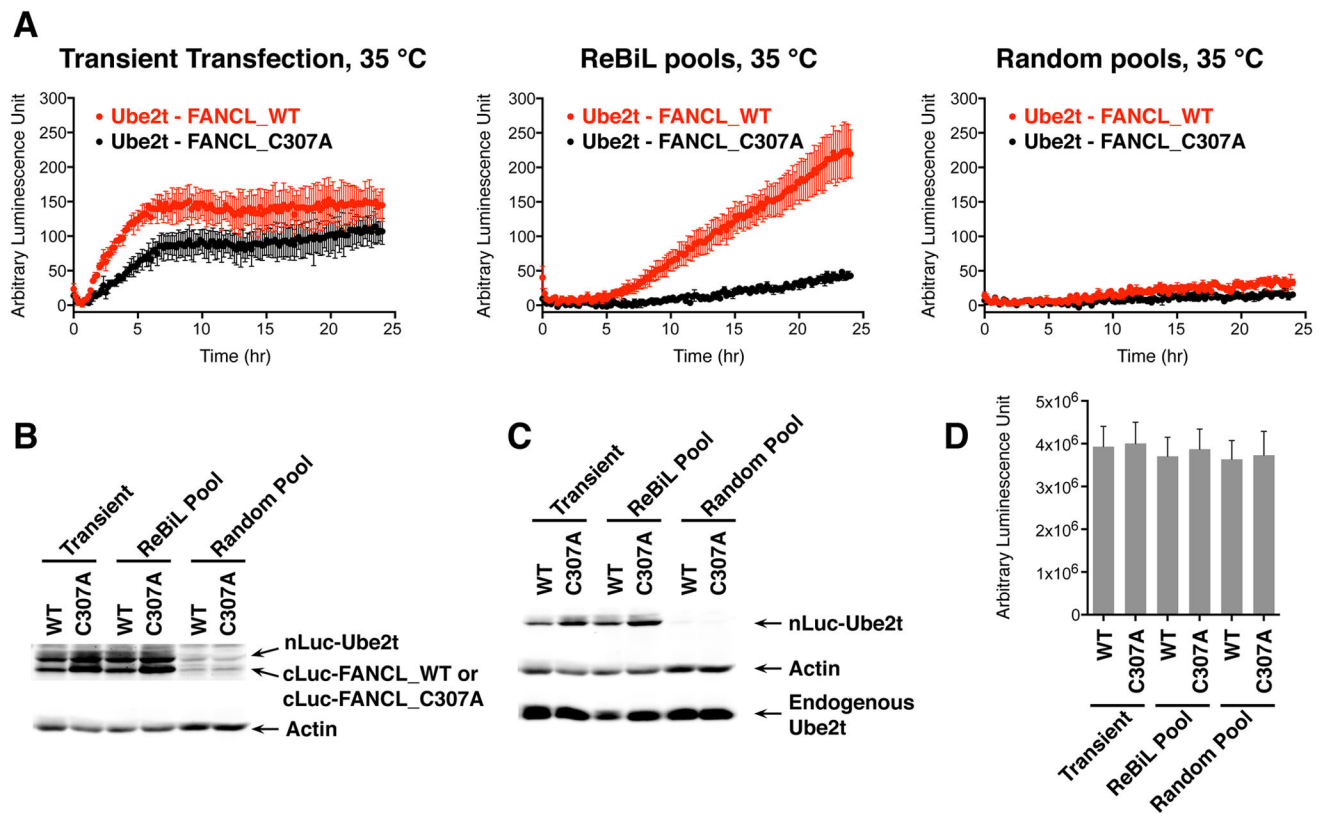 A
Transient Transfection, 35 °C
ReBiL pools, 35 °C
Random pools, 35 °C
Arbitrary Luminescence Unit
300
250
200
150
100
50
0
Ube2t - FANCL_WT
Ube2t - FANCL_C307A
0 5 10 15 20 25
Time (hr)
Arbitrary Luminescence Unit
300
250
200
150
100
50
0
Ube2t - FANCL_WT
Ube2t - FANCL_C307A
0 5 10 15 20 25
Time (hr)
Arbitrary Luminescence Unit
300
250
200
150
100
50
0
Ube2t - FANCL_WT
Ube2t - FANCL_C307A
0 5 10 15 20 25
Time (hr)
B
Transient
ReBiL Pool
Random Pool
WT C307A WT C307A WT C307A
nLuc-Ube2t
cLuc-FANCL_WT or
cLuc-FANCL_C307A
Actin
C
Transient
ReBiL Pool
Random Pool
WT C307A WT C307A WT C307A
nLuc-Ube2t
Actin
Endogenous
Ube2t
D
Arbitrary Luminescence Unit
5x10⁶
4x10⁶
3x10⁶
2x10⁶
1x10⁶
0
WT C307A WT C307A WT C307A
Transient
ReBiL Pool
Random Pool